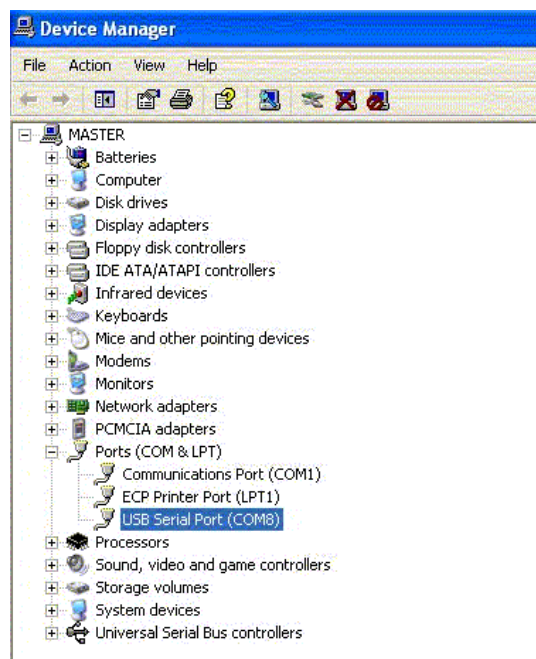 Device Manager
File Action View Help
MASTER
Batteries
Computer
Disk drives
Display adapters
Floppy disk controllers
IDE ATA/ATAPI controllers
Infrared devices
Keyboards
Mice and other pointing devices
Modems
Monitors
Network adapters
PCMCIA adapters
Ports (COM & LPT)
Communications Port (COM1)
ECP Printer Port (LPT1)
USB Serial Port (COM8)
Processors
Sound, video and game controllers
Storage volumes
System devices
Universal Serial Bus controllers